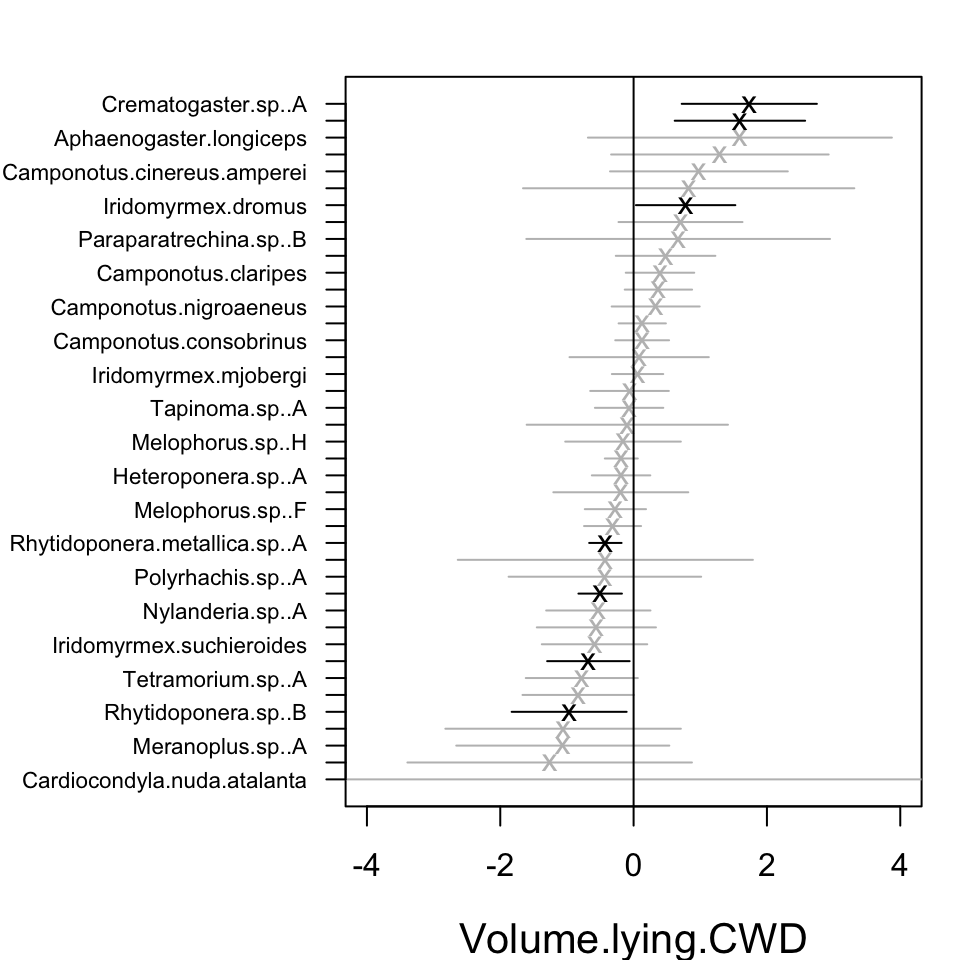 Crematogaster.sp..A
Aphaenogaster.longiceps
Camponotus.cinereus.amperei
Iridomyrmex.dromus
Paraparatrechina.sp..B
Camponotus.claripes
Camponotus.nigroaeneus
Camponotus.consobrinus
Iridomyrmex.mjobergi
Tapinoma.sp..A
Melophorus.sp..H
Heteroponera.sp..A
Melophorus.sp..F
Rhytidoponera.metallica.sp..A
Polyrhachis.sp..A
Nylanderia.sp..A
Iridomyrmex.suchieroides
Tetramorium.sp..A
Rhytidoponera.sp..B
Meranoplus.sp..A
Cardiocondyla.nuda.atalanta
-4 -2 0 2 4
Volume.lying.CWD